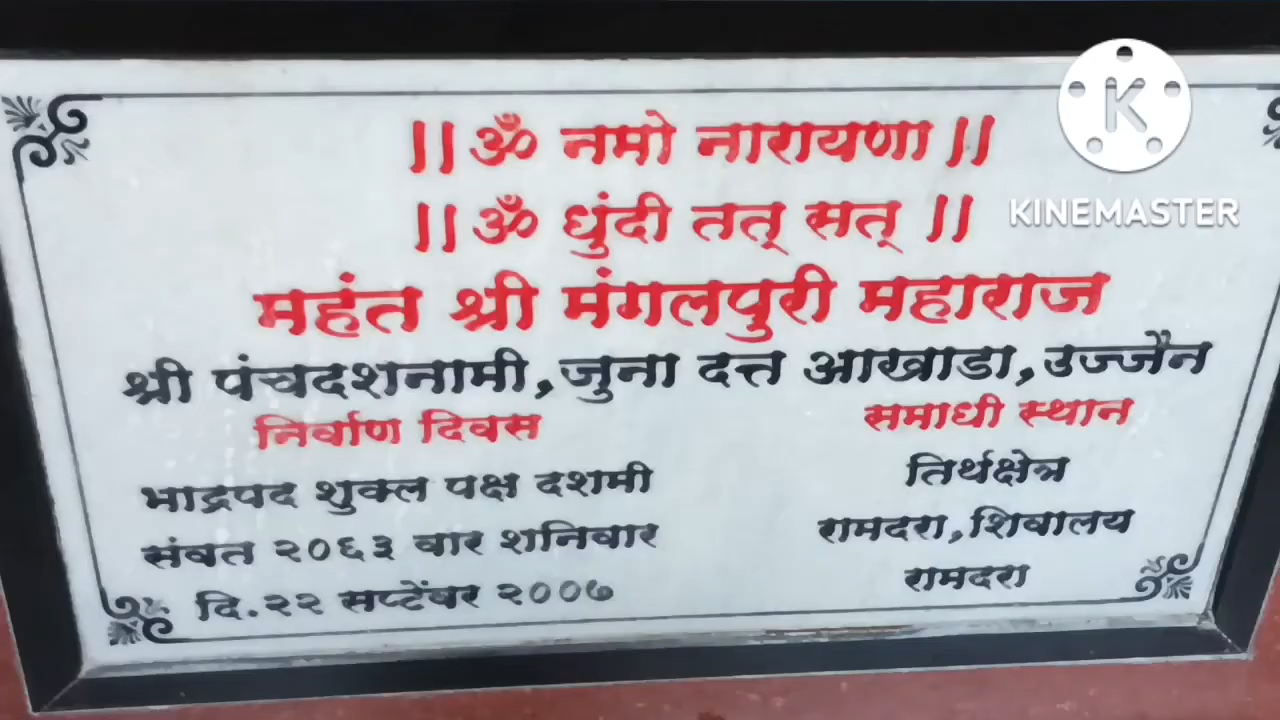 ||ॐ नमो नारायणा||
||ॐ धुंदी तत् सत् ||
महंत श्री मंगलपुरी महाराज
श्री पंचदशनामी,जुना दत्त आखाडा,उज्जैन
निर्वाण दिवस
भाद्रपद शुक्ल पक्ष दशमी
संवत २०६३ वार शनिवार
दि.२२ सप्टेंबर २००७
समाधी स्थान
तिर्थक्षेत्र
रामदरा,शिवालय
रामदरा
K
KINEMASTER